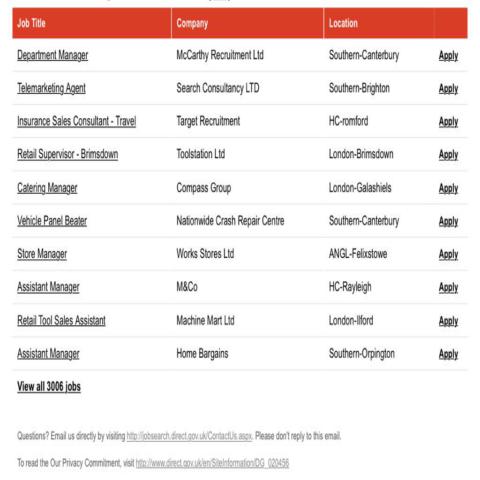 Job Title Company Location
Department Manager McCarthy Recruitment Ltd Southern-Canterbury Apply
Telemarketing Agent Search Consultancy LTD Southern-Brighton Apply
Insurance Sales Consultant - Travel Target Recruitment HC-romford Apply
Retail Supervisor - Brimsdown Toolstation Ltd London-Brimsdown Apply
Catering Manager Compass Group London-Galashiels Apply
Vehicle Panel Beater Nationwide Crash Repair Centre Southern-Canterbury Apply
Store Manager Works Stores Ltd ANGL-Felixstowe Apply
Assistant Manager M&Co HC-Rayleigh Apply
Retail Tool Sales Assistant Machine Mart Ltd London-Ilford Apply
Assistant Manager Home Bargains Southern-Orpington Apply
View all 3006 jobs
Questions? Email us directly by visiting http://jobsearch.direct.gov.uk/ContactUs.aspx. Please don't reply to this email.
To read the Our Privacy Commitment, visit http://www.direct.gov.uk/en/SiteInformation/DG_020456